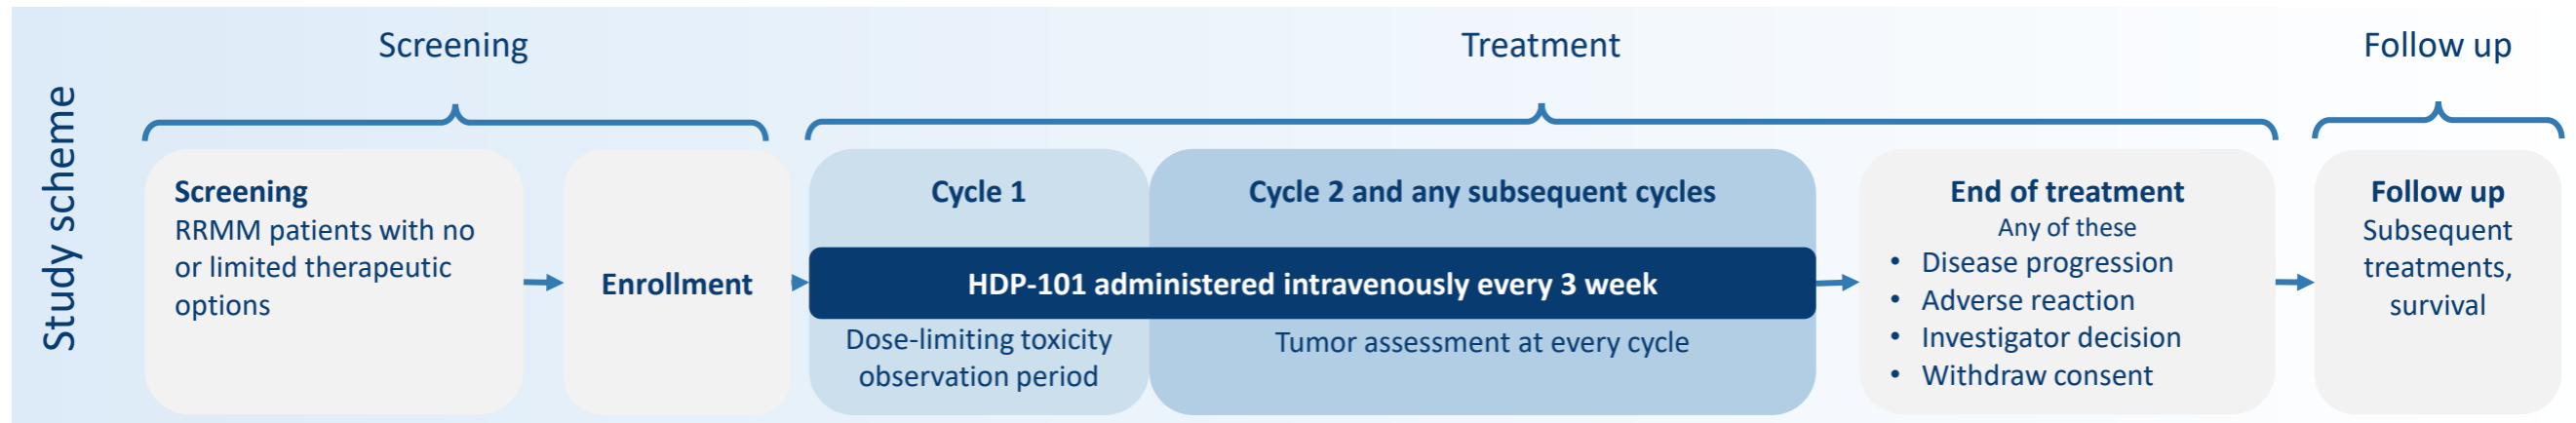 Study scheme
Screening
Treatment
Follow up
Screening
RRMM patients with no
or limited therapeutic
options
Enrollment
Cycle 1
Cycle 2 and any subsequent cycles
HDP-101 administered intravenously every 3 week
Dose-limiting toxicity
observation period
Tumor assessment at every cycle
End of treatment
Any of these
• Disease progression
• Adverse reaction
• Investigator decision
• Withdraw consent
Follow up
Subsequent
treatments,
survival